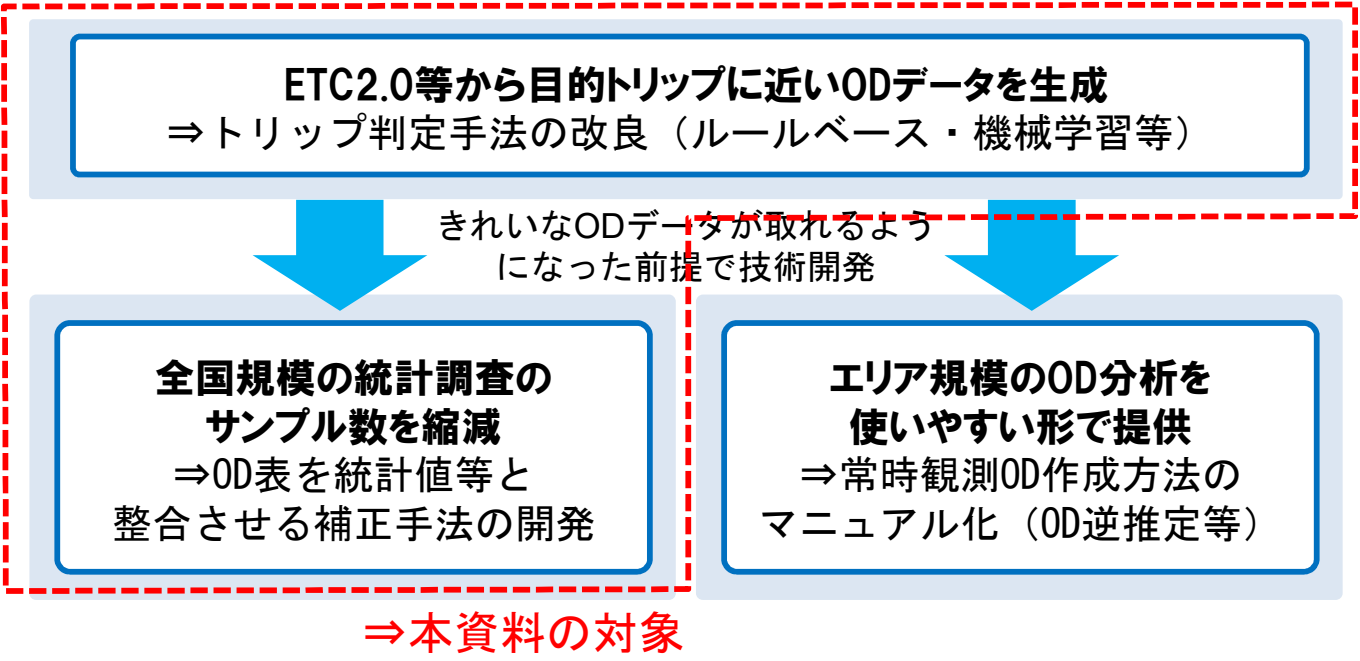 ETC2.0等から目的トリップに近いODデータを生成
⇒トリップ判定手法の改良（ルールベース・機械学習等）
きれいなODデータが取れるよう
になった前提で技術開発
全国規模の統計調査の
サンプル数を縮減
⇒OD表を統計値等と
整合させる補正手法の開発
エリア規模のOD分析を
使いやすい形で提供
⇒常時観測OD作成方法の
マニュアル化（OD逆推定等）
⇒本資料の対象